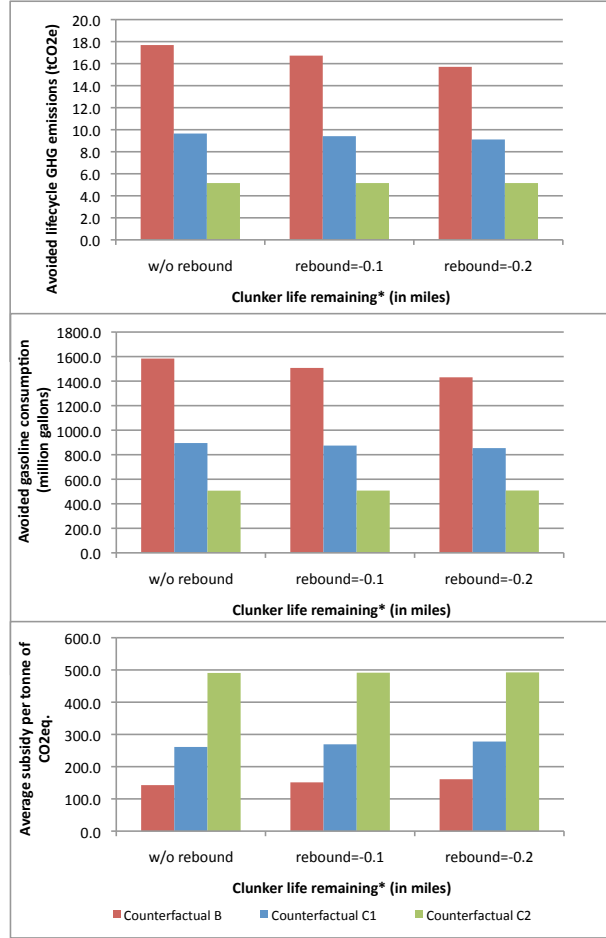 Avoided lifecycle GHG emissions (tCO2e)
20.0
18.0
16.0
14.0
12.0
10.0
8.0
6.0
4.0
2.0
0.0
w/o rebound rebound=-0.1 rebound=-0.2
Clunker life remaining* (in miles)
Avoided gasoline consumption
(million gallons)
1800.0
1600.0
1400.0
1200.0
1000.0
800.0
600.0
400.0
200.0
0.0
w/o rebound rebound=-0.1 rebound=-0.2
Clunker life remaining* (in miles)
Average subsidy per tonne of
CO2eq.
600.0
500.0
400.0
300.0
200.0
100.0
0.0
w/o rebound rebound=-0.1 rebound=-0.2
Clunker life remaining* (in miles)
Counterfactual B Counterfactual C1 Counterfactual C2